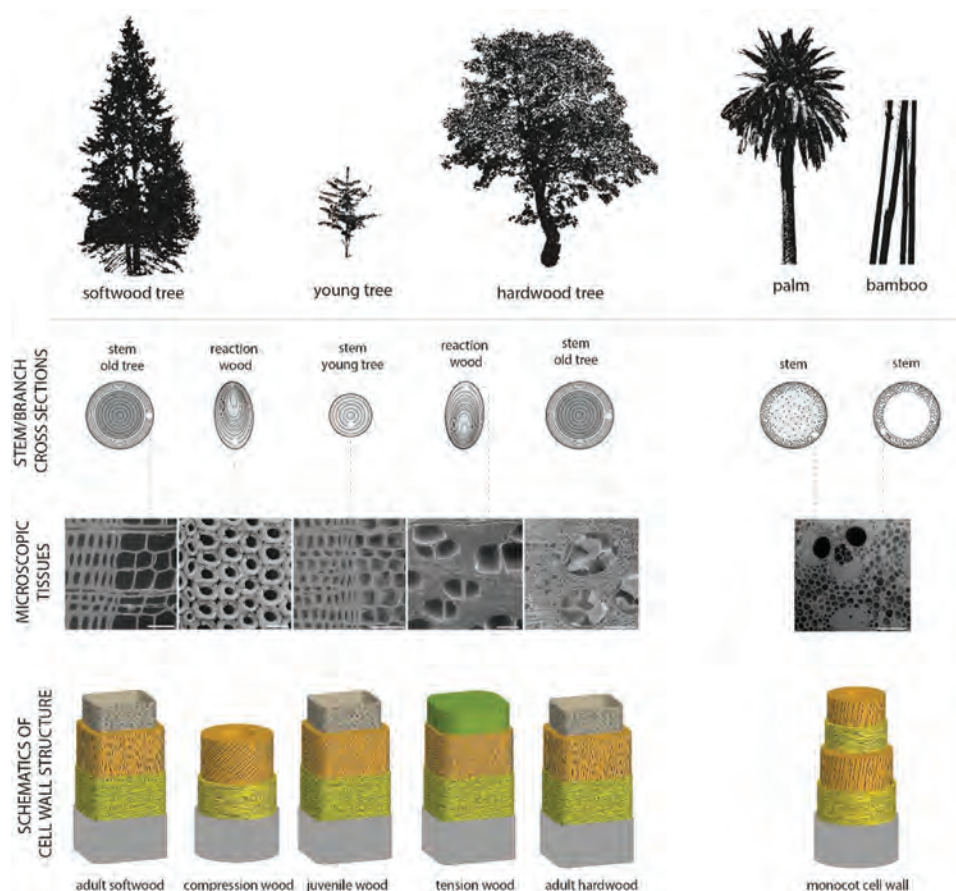 softwood tree
young tree
hardwood tree
palm
bamboo
STEM/BRANCH
CROSS SECTIONS
stem
old tree
reaction
wood
stem
young tree
reaction
wood
stem
old tree
stem
stem
MICROSCOPIC
TISSUES
SCHEMATICS OF
CELL WALL STRUCTURE
adult softwood
compression wood
juvenile wood
tension wood
adult hardwood
monocot cell wall